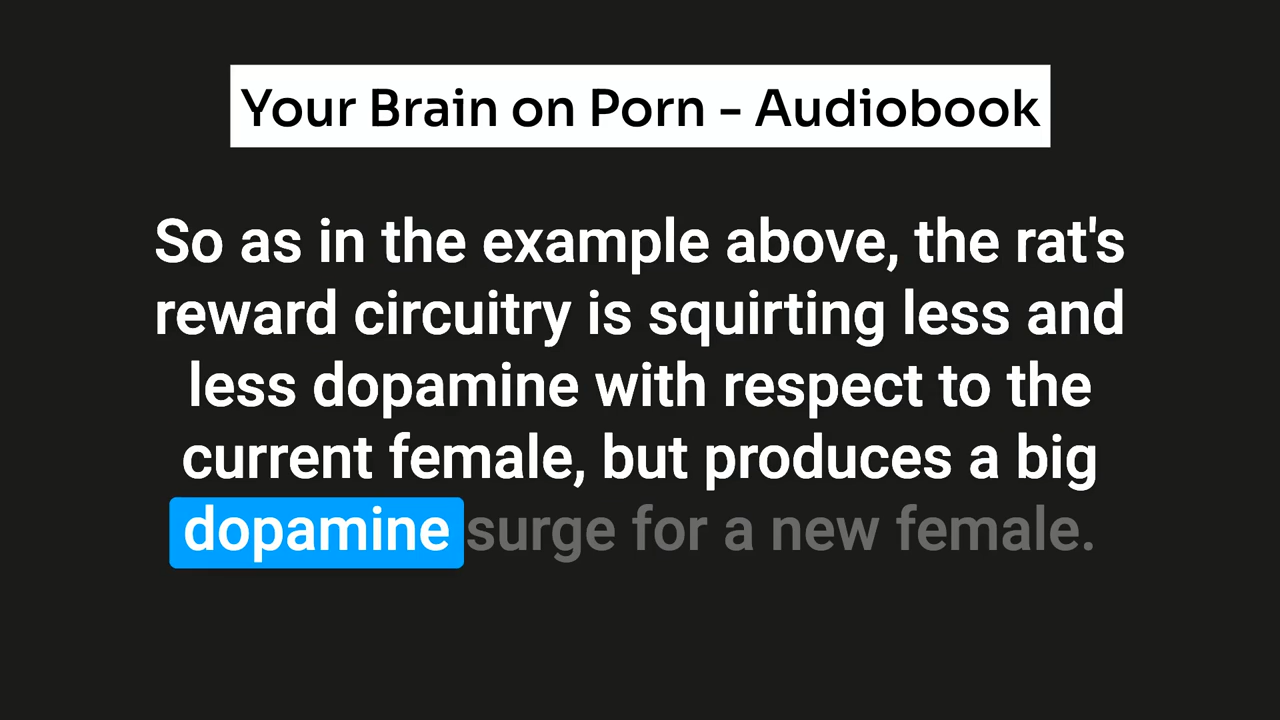 Your Brain on Porn - Audiobook
So as in the example above, the rat's
reward circuitry is squirting less and
less dopamine with respect to the
current female, but produces a big
dopamine surge for a new female.